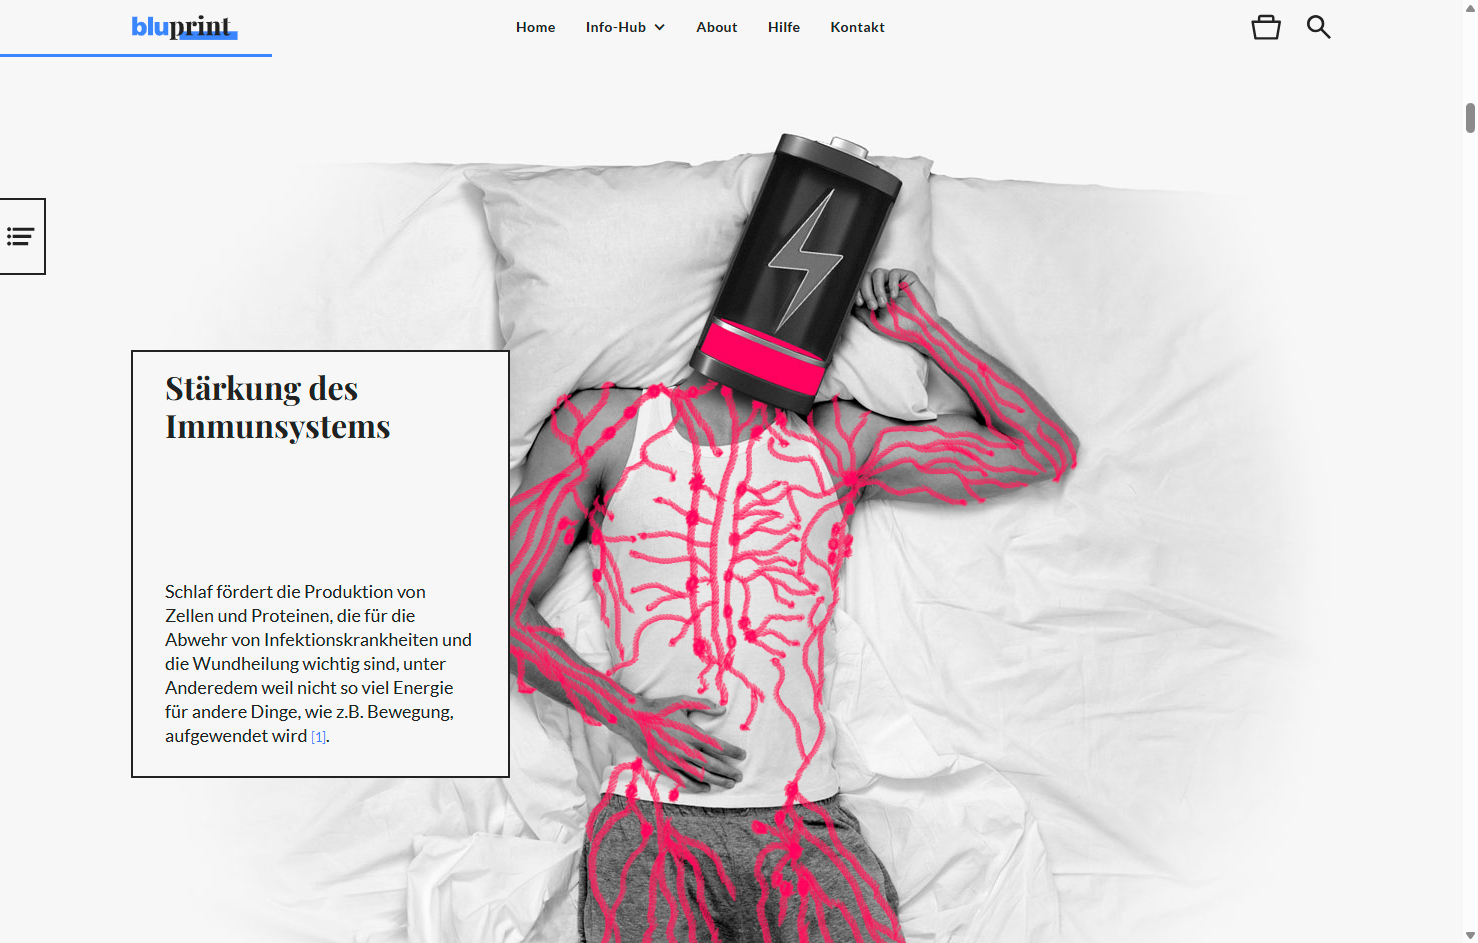 bluprint
Home Info-Hub About Hilfe Kontakt
Stärkung des
Immunsystems
Schlaf fördert die Produktion von
Zellen und Proteinen, die für die
Abwehr von Infektionskrankheiten und
die Wundheilung wichtig sind, unter
Anderedem weil nicht so viel Energie
für andere Dinge, wie z.B. Bewegung,
aufgewendet wird [1].